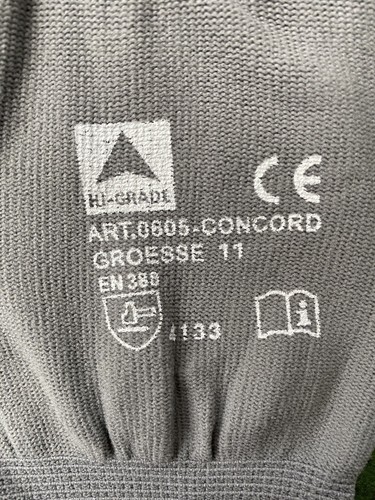 HI-GRADE
CE
ART.0605-CONCORD
GROESSE 11
EN 388
4133
i